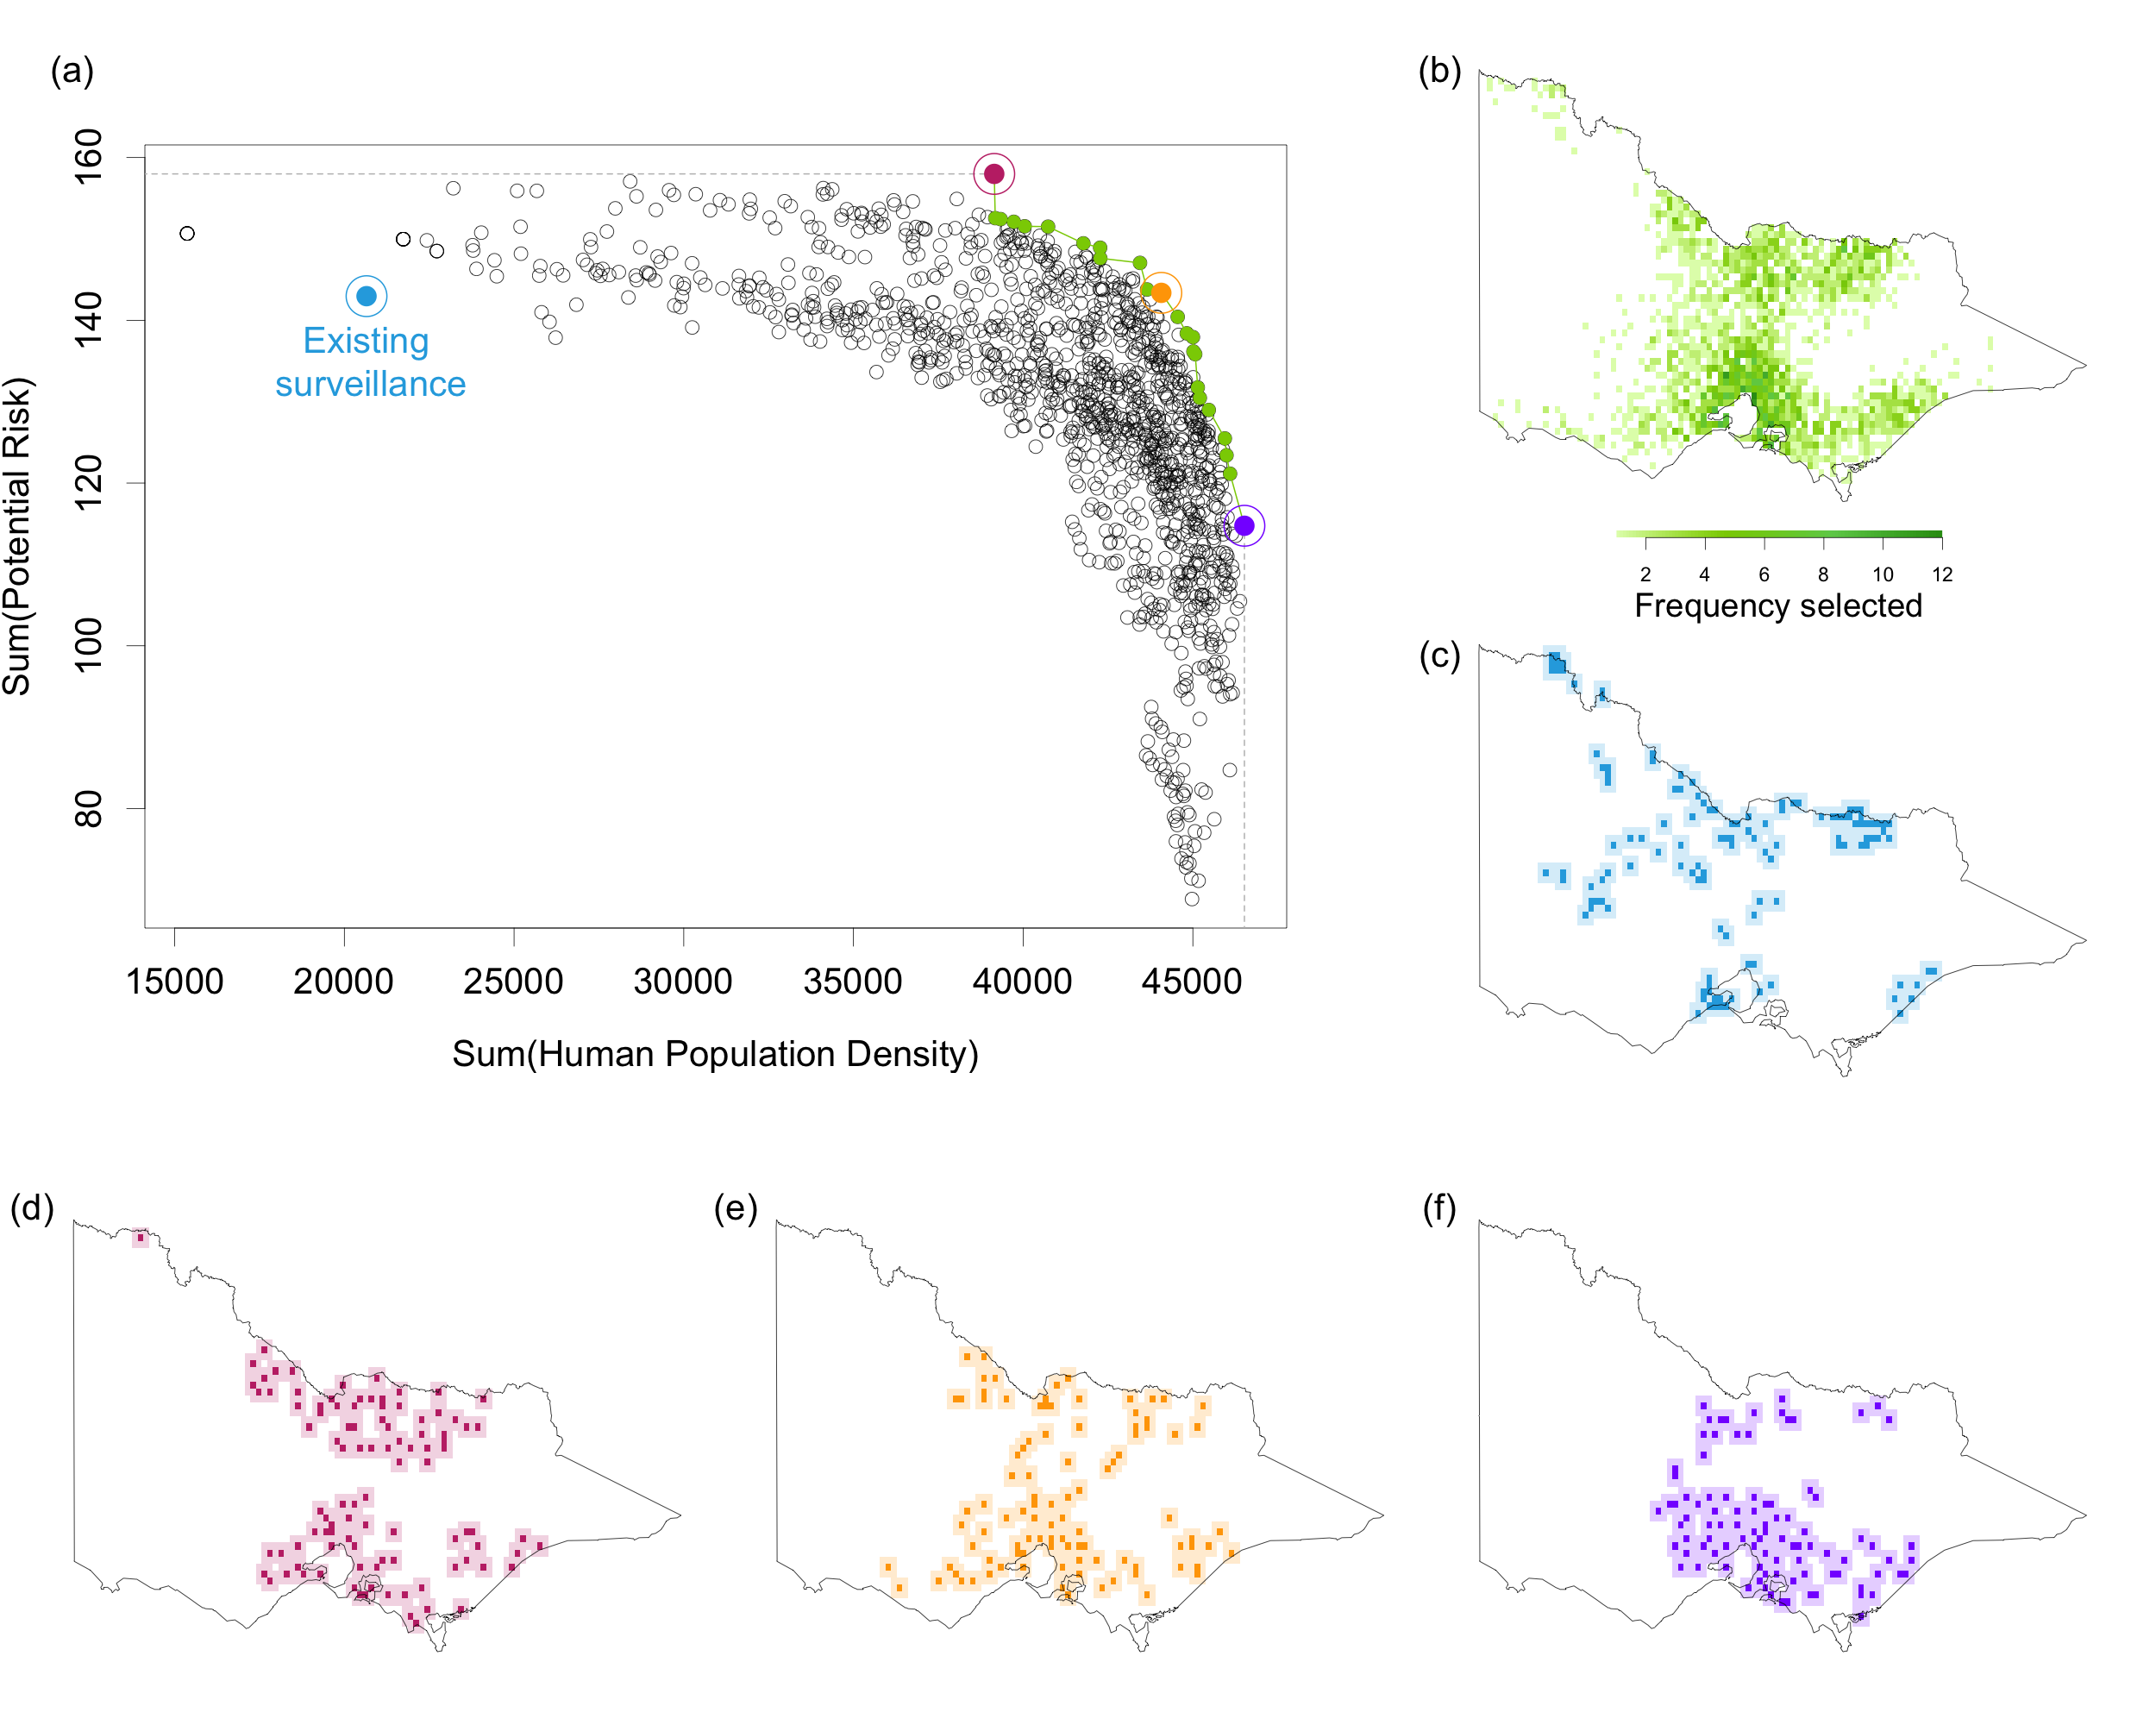 (a)
160
140
120
100
80
Sum(Potential Risk)
Existing
surveillance
15000 20000 25000 30000 35000 40000 45000
Sum(Human Population Density)
(b)
2 4 6 8 10 12
Frequency selected
(c)
(d)
(e)
(f)